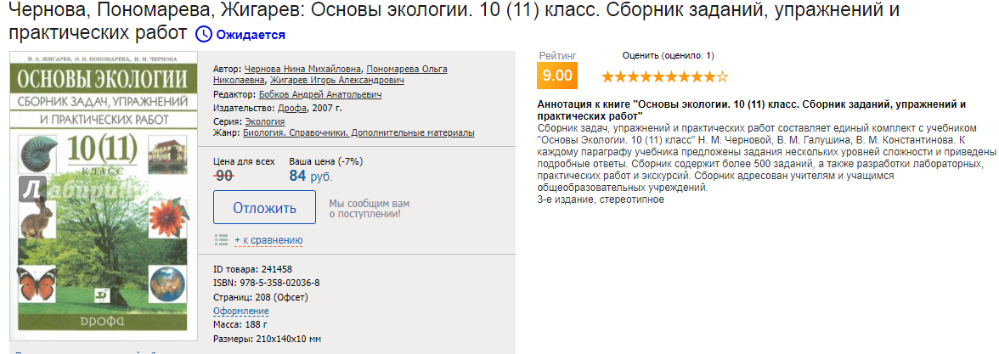 Чернова, Пономарева, Жигарев: Основы экологии. 10 (11) класс. Сборник заданий, упражнений и
практических работ Ожидается
И. А. ЖИГАРЕВ, О. Н. ПОНОМАРЕВА, Н. М. ЧЕРНОВА
ОСНОВЫ ЭКОЛОГИИ
СБОРНИК ЗАДАЧ, УПРАЖНЕНИЙ
И ПРАКТИЧЕСКИХ РАБОТ
10(11)
КЛАСС
Лабиринт
дрофа
Автор: Чернова Нина Михайловна, Пономарева Ольга
Николаевна, Жигарев Игорь Александрович
Редактор: Бобков Андрей Анатольевич
Издательство: Дрофа, 2007 г.
Серия: Экология
Жанр: Биология. Справочники. Дополнительные материалы
Цена для всех Ваша цена (-7%)
90 84 руб.
Отложить
Мы сообщим вам
о поступлении!
+ к сравнению
ID товара: 241458
ISBN: 978-5-358-02036-8
Страниц: 208 (Офсет)
Оформление
Масса: 188 г
Размеры: 210x140x10 мм
Рейтинг Оценить (оценило: 1)
9.00
Аннотация к книге "Основы экологии. 10 (11) класс. Сборник заданий, упражнений и
практических работ"
Сборник задач, упражнений и практических работ составляет единый комплект с учебником
"Основы Экологии. 10 (11) класс" Н. М. Черновой, В. М. Галушина, В. М. Константинова. К
каждому параграфу учебника предложены задания нескольких уровней сложности и приведены
подробные ответы. Сборник содержит более 500 заданий, а также разработки лабораторных,
практических работ и экскурсий. Сборник адресован учителям и учащимся
общеобразовательных учреждений.
3-е издание, стереотипное